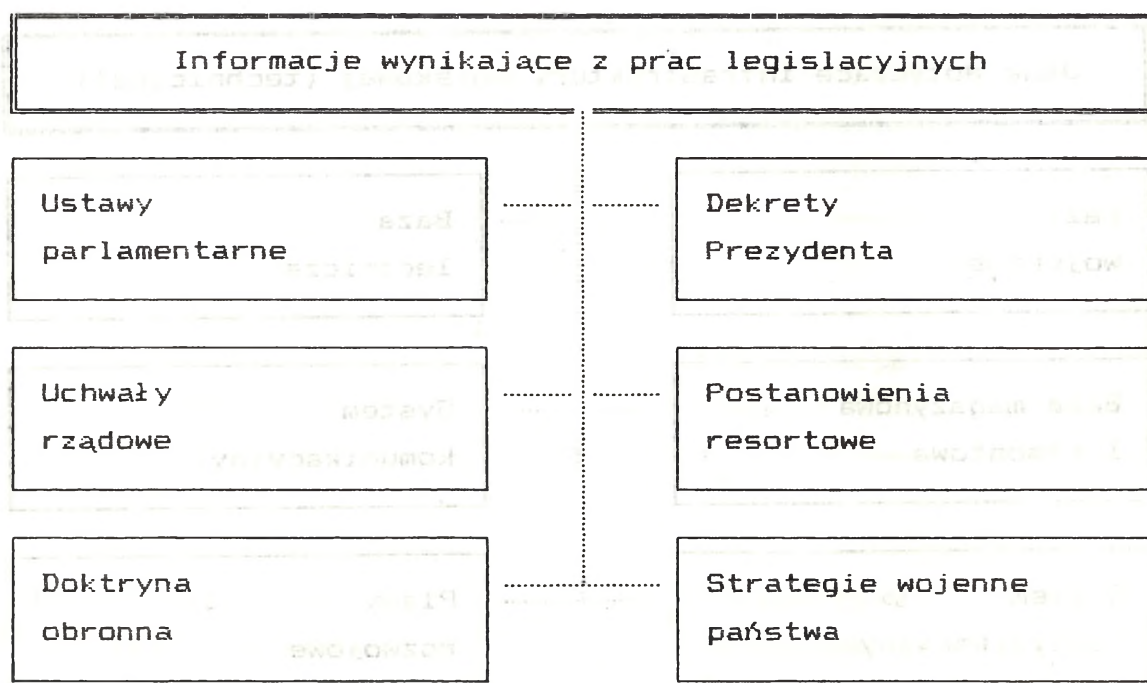 Informacje wynikające z prac legislacyjnych
Ustawy
parlamentarne
Dekrety
Prezydenta
Uchwały
rządowe
Postanowienia
resortowe
Doktryna
obronna
Strategie wojenne
państwa